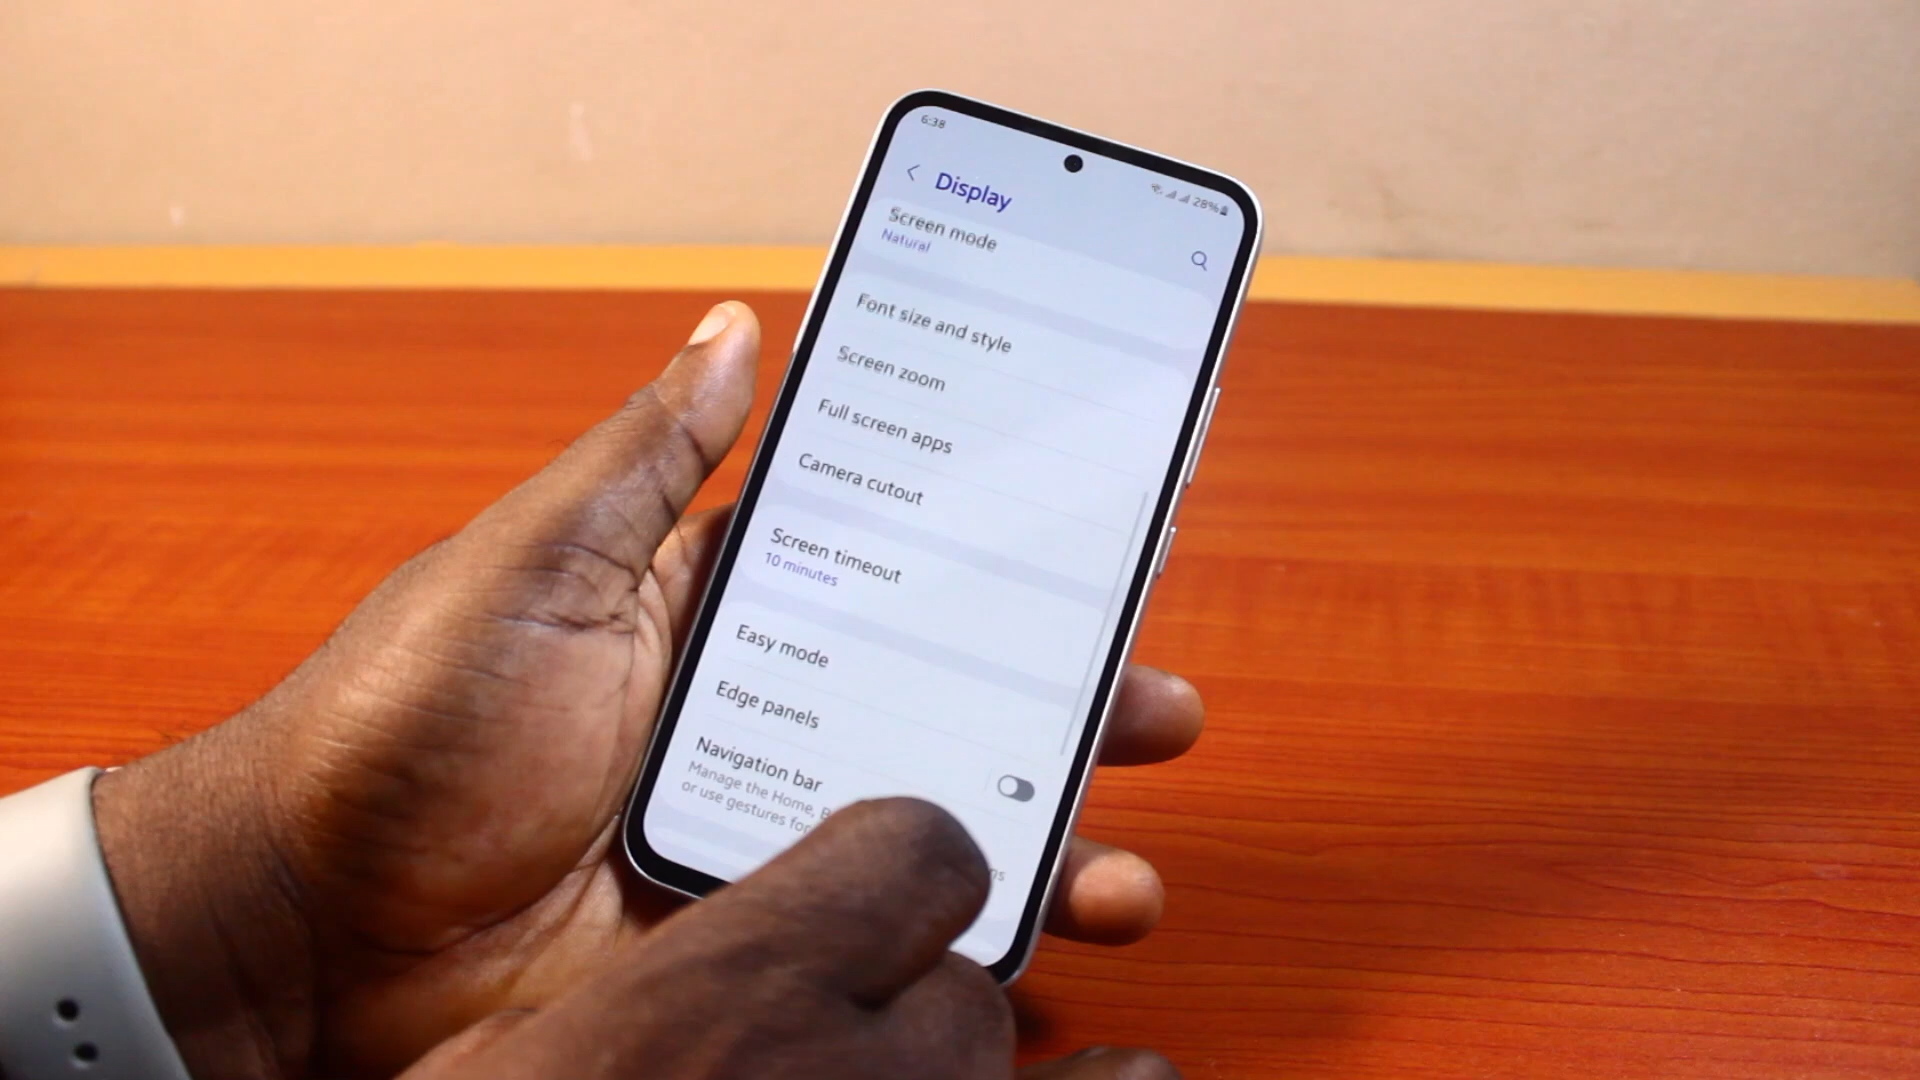 6:38
28%
Display
Screen mode
Natural
Font size and style
Screen zoom
Full screen apps
Camera cutout
Screen timeout
10 minutes
Easy mode
Edge panels
Navigation bar
Manage the Home,
or use gestures for